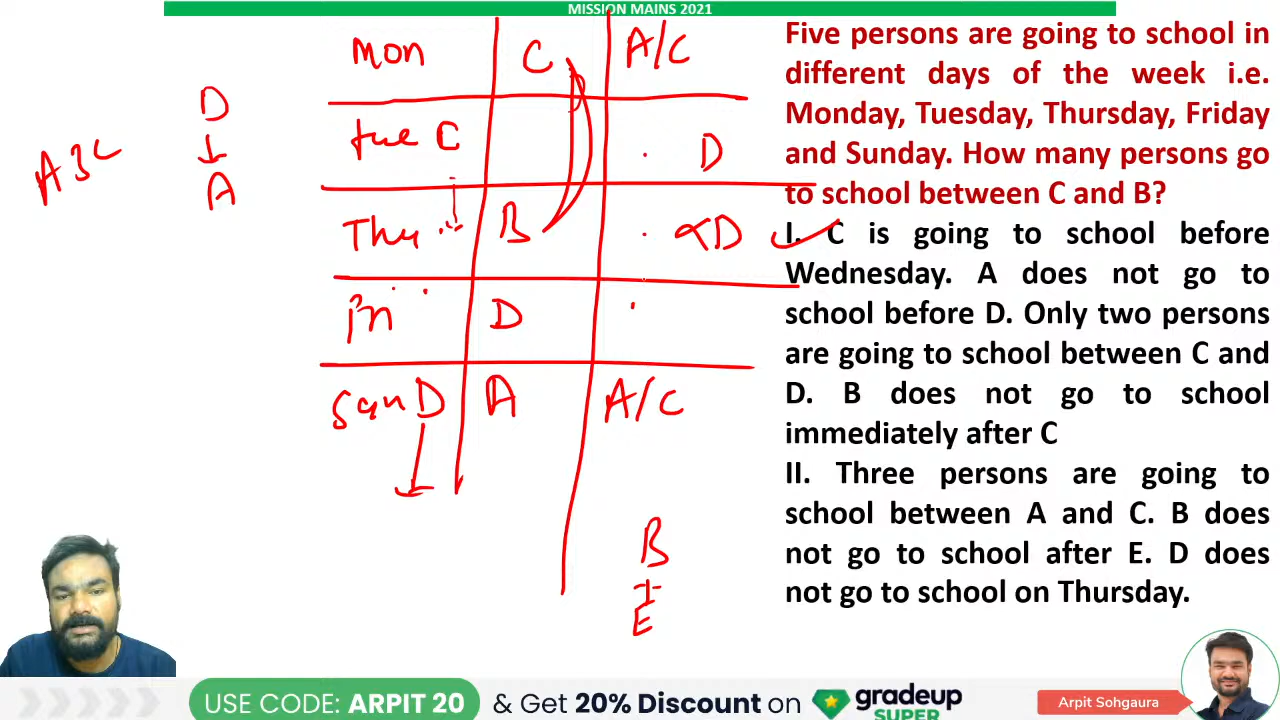 MISSION MAINS 2021
Five persons are going to school in
different days of the week i.e.
Monday, Tuesday, Thursday, Friday
and Sunday. How many persons go
to school between C and B?
I. C is going to school before
Wednesday. A does not go to
school before D. Only two persons
are going to school between C and
D. B does not go to school
immediately after C
II. Three persons are going to
school between A and C. B does
not go to school after E. D does
not go to school on Thursday.
Mon C A/C
tue C D
Thu B D
D
Sun D A A/C
D
A
A B C
B
E
USE CODE: ARPIT 20 & Get 20% Discount on gradeup SUPER
Arpit Sohgaura